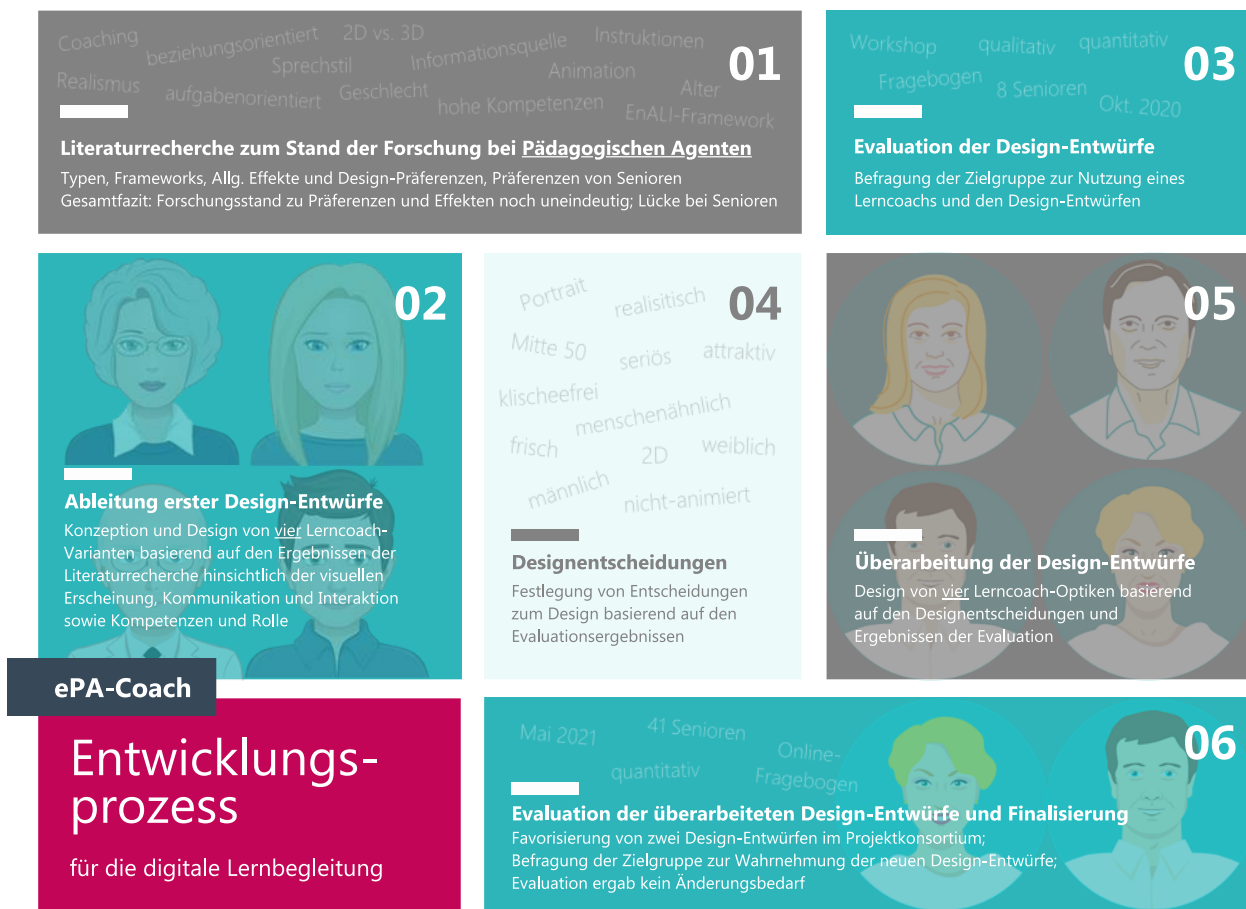 Coaching
beziehungsorientiert
2D vs. 3D
Informationsquelle
Instruktionen
Realismus
Sprechstil
Animation
aufgabenorientiert
Geschlecht
hohe Kompetenzen
Alter
EnALI-Framework
01
Literaturrecherche zum Stand der Forschung bei Pädagogischen Agenten
Typen, Frameworks, Allg. Effekte und Design-Präferenzen, Präferenzen von Senioren
Gesamtfazit: Forschungsstand zu Präferenzen und Effekten noch uneindeutig; Lücke bei Senioren
02
Ableitung erster Design-Entwürfe
Konzeption und Design von vier Lerncoach-
Varianten basierend auf den Ergebnissen der
Literaturrecherche hinsichtlich der visuellen
Erscheinung, Kommunikation und Interaktion
sowie Kompetenzen und Rolle
Workshop
qualitativ
quantitativ
Fragebogen
8 Senioren
Okt. 2020
03
Evaluation der Design-Entwürfe
Befragung der Zielgruppe zur Nutzung eines
Lerncoachs und den Design-Entwürfen
Portrait
realisitisch
04
Mitte 50
seriös
attraktiv
klischeefrei
menschenähnlich
frisch
2D
weiblich
männlich
nicht-animiert
Designentscheidungen
Festlegung von Entscheidungen
zum Design basierend auf den
Evaluationsergebnissen
05
Überarbeitung der Design-Entwürfe
Design von vier Lerncoach-Optiken basierend
auf den Designentscheidungen und
Ergebnissen der Evaluation
ePA-Coach
Entwicklungs-
prozess
für die digitale Lernbegleitung
Mai 2021
41 Senioren
quantitativ
Online-
Fragebogen
06
Evaluation der überarbeiteten Design-Entwürfe und Finalisierung
Favorisierung von zwei Design-Entwürfen im Projektkonsortium;
Befragung der Zielgruppe zur Wahrnehmung der neuen Design-Entwürfe;
Evaluation ergab kein Änderungsbedarf